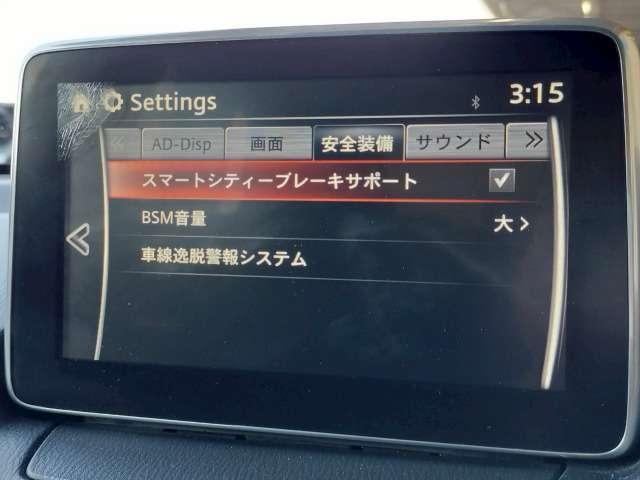 Settings 3:15
AD-Disp 画面 安全装備 サウンド
スマートシティーブレーキサポート
BSM音量 大
車線逸脱警報システム